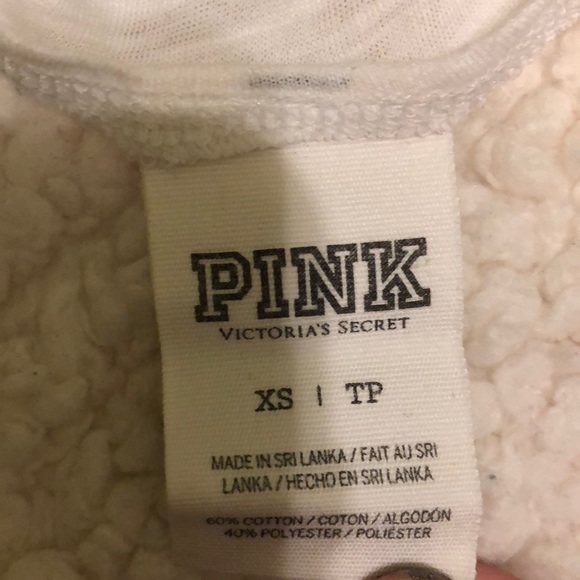 PINK
VICTORIA'S SECRET
XS | TP
MADE IN SRI LANKA / FAIT AU SRI
LANKA / HECHO EN SRI LANKA
60% COTTON / COTON / ALGODÓN
40% POLYESTER / POLIÉSTER